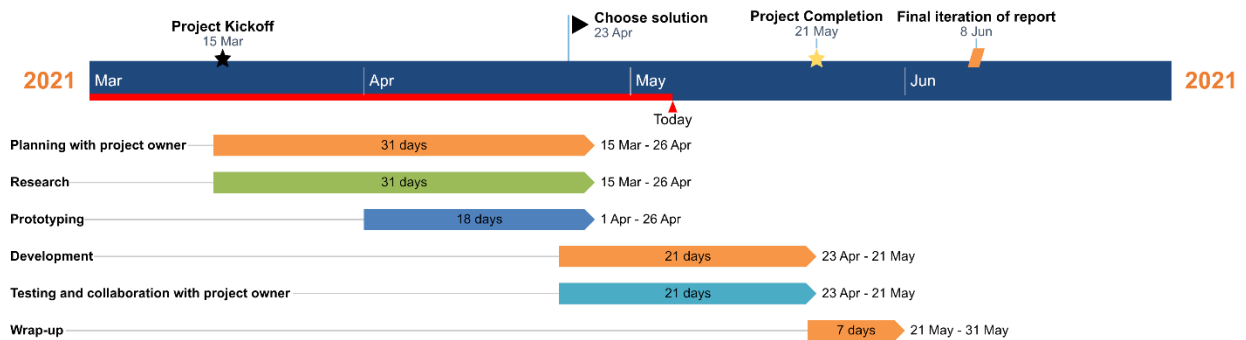 Project Kickoff
15 Mar
Choose solution
23 Apr
Project Completion
21 May
Final iteration of report
8 Jun
2021
Mar
Apr
May
Jun
2021
Today
Planning with project owner 31 days 15 Mar - 26 Apr
Research 31 days 15 Mar - 26 Apr
Prototyping 18 days 1 Apr - 26 Apr
Development 21 days 23 Apr - 21 May
Testing and collaboration with project owner 21 days 23 Apr - 21 May
Wrap-up 7 days 21 May - 31 May